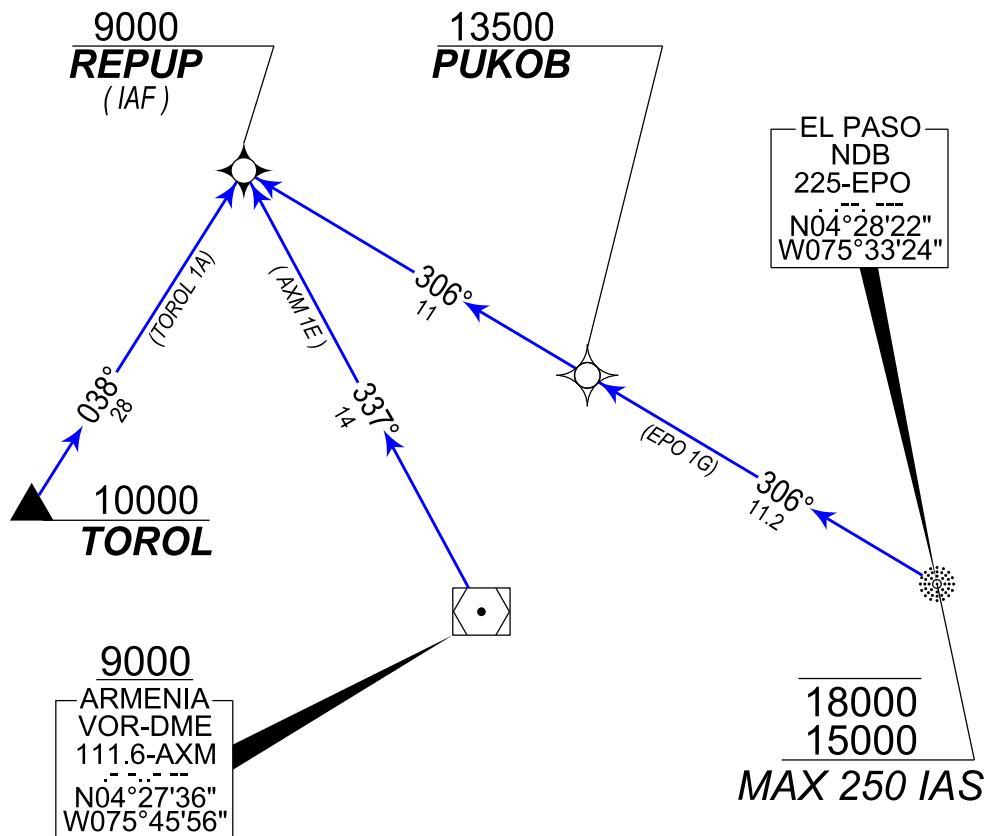 9000
REPUP
( IAF )
13500
PUKOB
EL PASO
NDB
225-EPO
. .--. ---
N04°28'22"
W075°33'24"
306°
11
(TOROL 1A)
( AXM 1E )
038°
28
337°
14
(EPO 1G)
306°
11.2
10000
TOROL
9000
ARMENIA
VOR-DME
111.6-AXM
.- -..- --
N04°27'36"
W075°45'56"
18000
15000
MAX 250 IAS